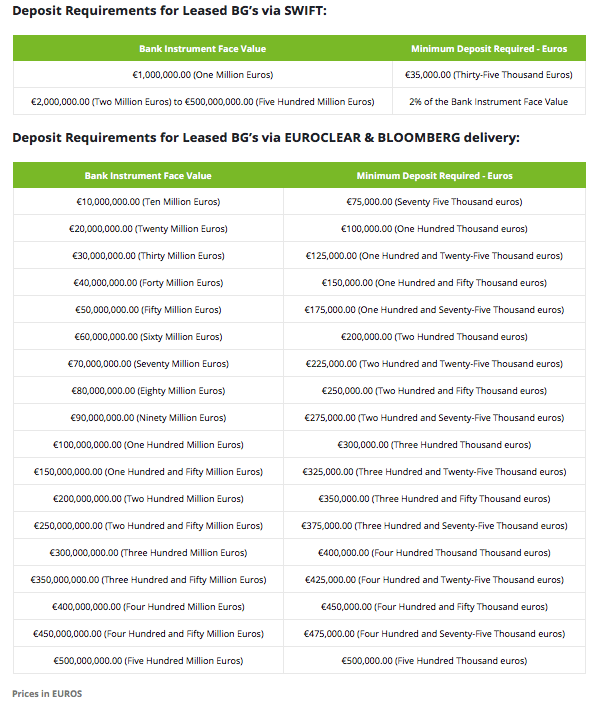 Deposit Requirements for Leased BG's via SWIFT:
Bank Instrument Face Value Minimum Deposit Required - Euros
€1,000,000.00 (One Million Euros) €35,000.00 (Thirty-Five Thousand Euros)
€2,000,000.00 (Two Million Euros) to €500,000,000.00 (Five Hundred Million Euros) 2% of the Bank Instrument Face Value
Deposit Requirements for Leased BG's via EUROCLEAR & BLOOMBERG delivery:
Bank Instrument Face Value Minimum Deposit Required - Euros
€10,000,000.00 (Ten Million Euros) €75,000.00 (Seventy Five Thousand euros)
€20,000,000.00 (Twenty Million Euros) €100,000.00 (One Hundred Thousand euros)
€30,000,000.00 (Thirty Million Euros) €125,000.00 (One Hundred and Twenty-Five Thousand euros)
€40,000,000.00 (Forty Million Euros) €150,000.00 (One Hundred and Fifty Thousand euros)
€50,000,000.00 (Fifty Million Euros) €175,000.00 (One Hundred and Seventy-Five Thousand euros)
€60,000,000.00 (Sixty Million Euros) €200,000.00 (Two Hundred Thousand euros)
€70,000,000.00 (Seventy Million Euros) €225,000.00 (Two Hundred and Twenty-Five Thousand euros)
€80,000,000.00 (Eighty Million Euros) €250,000.00 (Two Hundred and Fifty Thousand euros)
€90,000,000.00 (Ninety Million Euros) €275,000.00 (Two Hundred and Seventy-Five Thousand euros)
€100,000,000.00 (One Hundred Million Euros) €300,000.00 (Three Hundred Thousand euros)
€150,000,000.00 (One Hundred and Fifty Million Euros) €325,000.00 (Three Hundred and Twenty-Five Thousand euros)
€200,000,000.00 (Two Hundred Million Euros) €350,000.00 (Three Hundred and Fifty Thousand euros)
€250,000,000.00 (Two Hundred and Fifty Million Euros) €375,000.00 (Three Hundred and Seventy-Five Thousand euros)
€300,000,000.00 (Three Hundred Million Euros) €400,000.00 (Four Hundred Thousand Thousand euros)
€350,000,000.00 (Three Hundred and Fifty Million Euros) €425,000.00 (Four Hundred and Twenty-Five Thousand euros)
€400,000,000.00 (Four Hundred Million Euros) €450,000.00 (Four Hundred and Fifty Thousand euros)
€450,000,000.00 (Four Hundred and Fifty Million Euros) €475,000.00 (Four Hundred and Seventy-Five Thousand euros)
€500,000,000.00 (Five Hundred Million Euros) €500,000.00 (Five Hundred Thousand euros)
Prices in EUROS